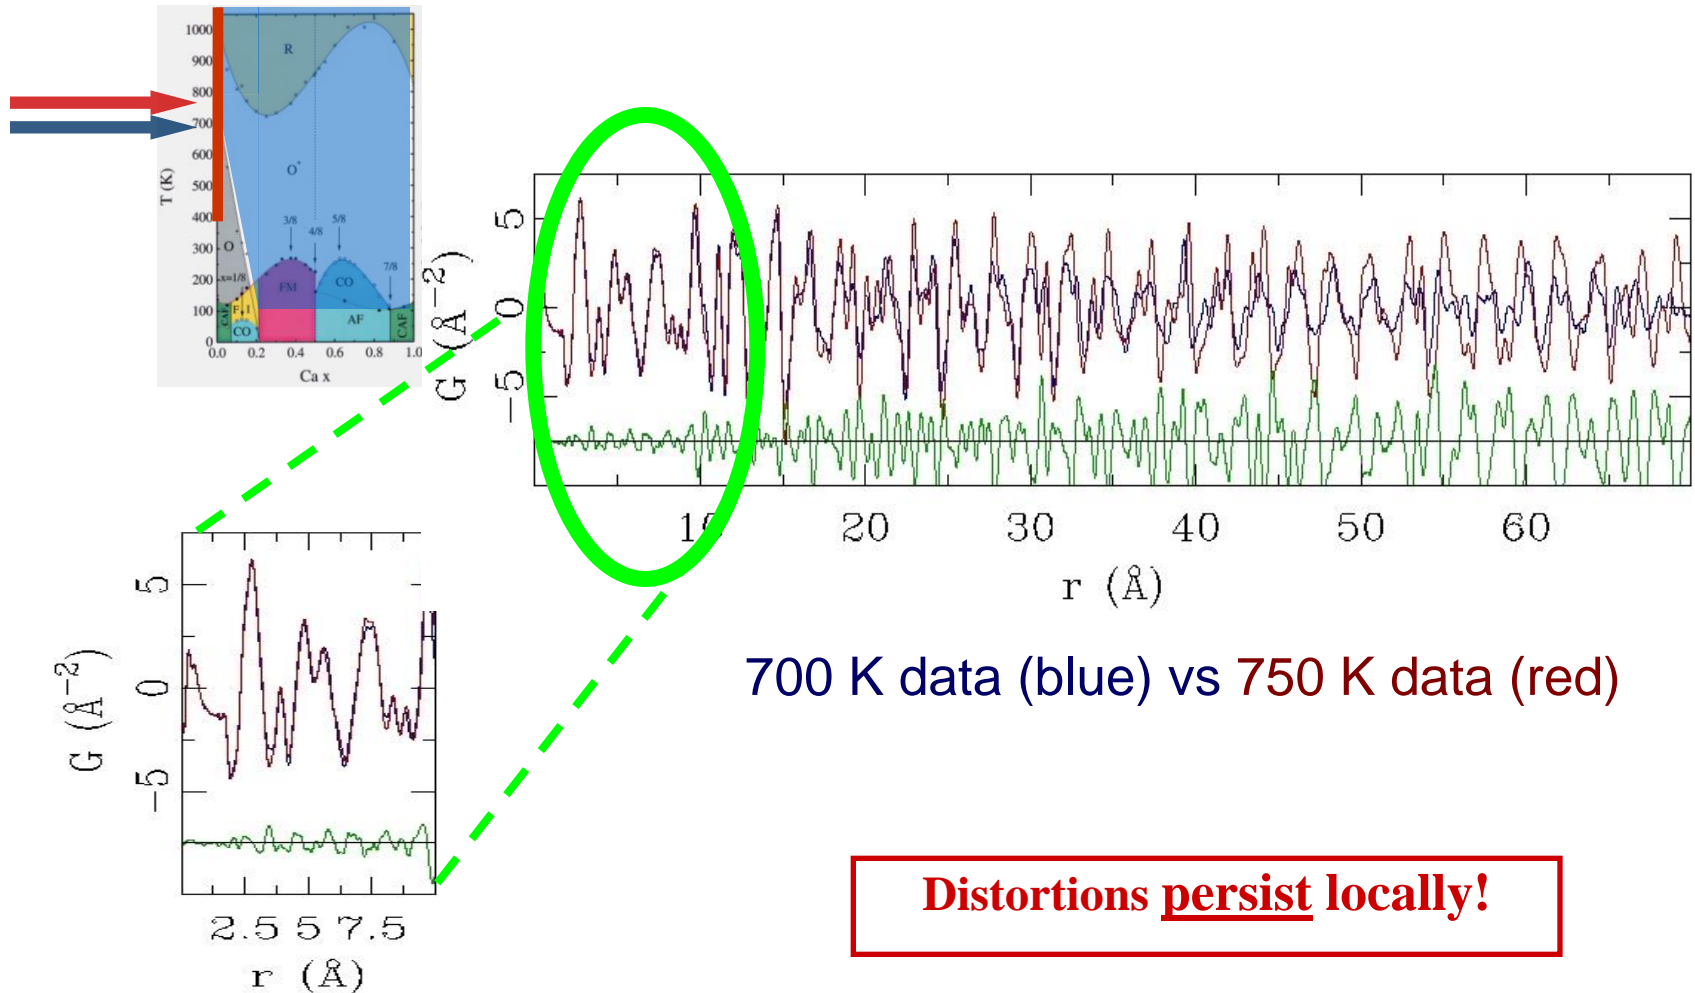 1000
900
800
700
600
500
400
300
200
100
0
T (K)
R
O*
3/8
5/8
4/8
7/8
O
x=1/8
FM
CO
CAF
F I
CO
AF
CAF
0.0 0.2 0.4 0.6 0.8 1.0
Ca x
5
0
−5
G (Å⁻²)
10 20 30 40 50 60
r (Å)
700 K data (blue) vs 750 K data (red)
5
0
−5
G (Å⁻²)
2.5 5 7.5
r (Å)
Distortions persist locally!